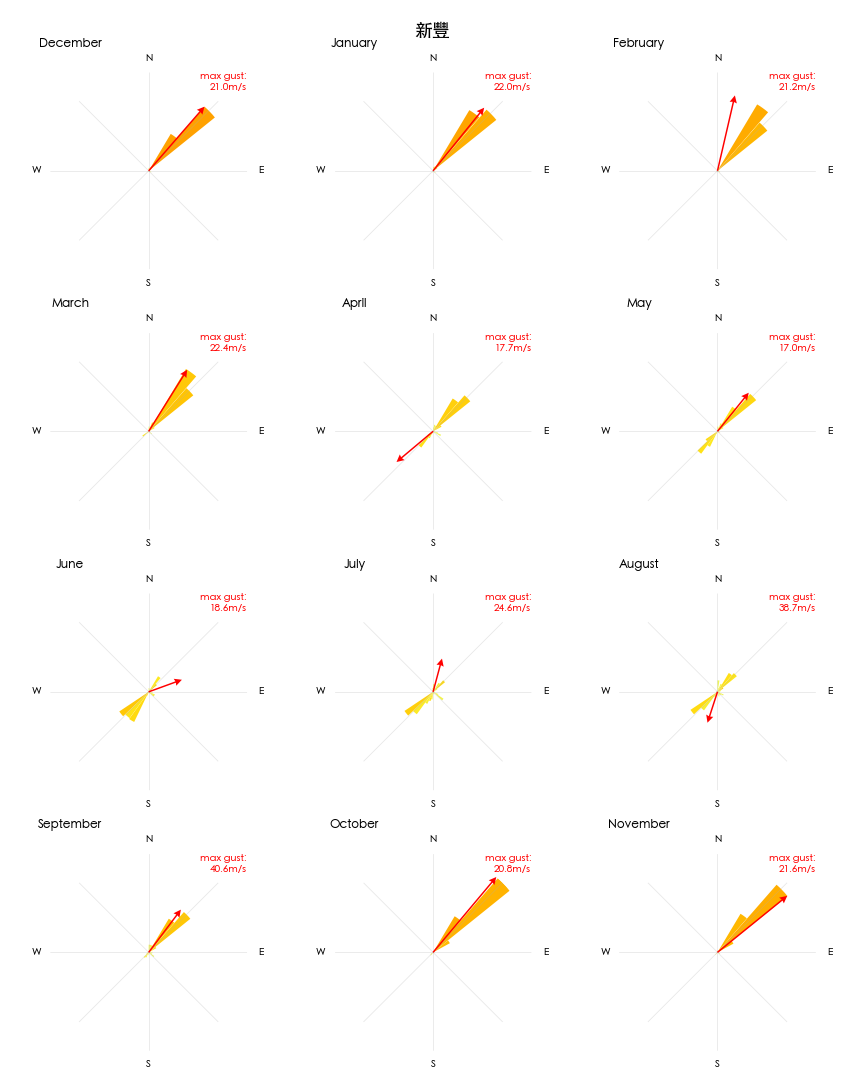 新豐
December
N
max gust:
21.0m/s
W
E
S
January
N
max gust:
22.0m/s
W
E
S
February
N
max gust:
21.2m/s
W
E
S
March
N
max gust:
22.4m/s
W
E
S
April
N
max gust:
17.7m/s
W
E
S
May
N
max gust:
17.0m/s
W
E
S
June
N
max gust:
18.6m/s
W
E
S
July
N
max gust:
24.6m/s
W
E
S
August
N
max gust:
38.7m/s
W
E
S
September
N
max gust:
40.6m/s
W
E
S
October
N
max gust:
20.8m/s
W
E
S
November
N
max gust:
21.6m/s
W
E
S